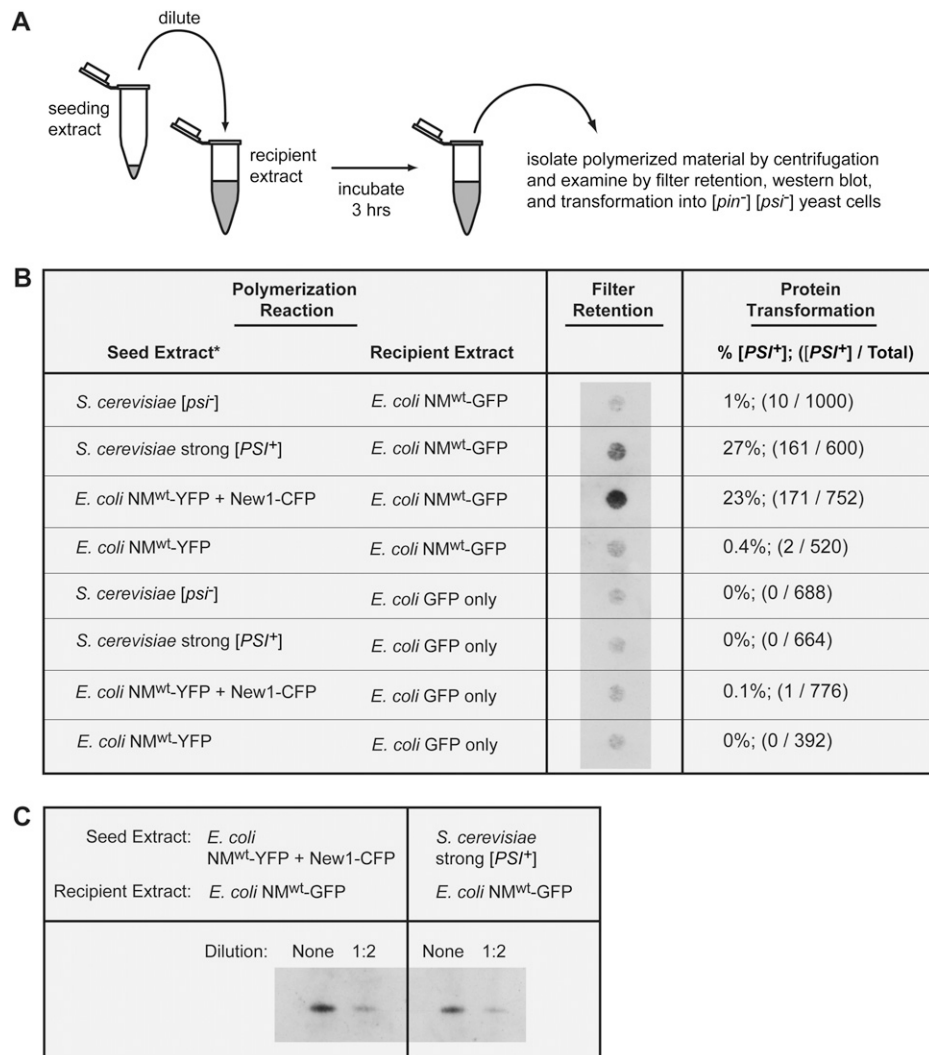 A
dilute
seeding
extract
recipient
extract
incubate
3 hrs
isolate polymerized material by centrifugation
and examine by filter retention, western blot,
and transformation into [pin⁻] [psi⁻] yeast cells
B
Polymerization Reaction
Filter Retention
Protein Transformation
Seed Extract* Recipient Extract % [PSI⁺]; ([PSI⁺] / Total)
S. cerevisiae [psi⁻] E. coli NMʷᵗ-GFP 1%; (10 / 1000)
S. cerevisiae strong [PSI⁺] E. coli NMʷᵗ-GFP 27%; (161 / 600)
E. coli NMʷᵗ-YFP + New1-CFP E. coli NMʷᵗ-GFP 23%; (171 / 752)
E. coli NMʷᵗ-YFP E. coli NMʷᵗ-GFP 0.4%; (2 / 520)
S. cerevisiae [psi⁻] E. coli GFP only 0%; (0 / 688)
S. cerevisiae strong [PSI⁺] E. coli GFP only 0%; (0 / 664)
E. coli NMʷᵗ-YFP + New1-CFP E. coli GFP only 0.1%; (1 / 776)
E. coli NMʷᵗ-YFP E. coli GFP only 0%; (0 / 392)
C
Seed Extract: E. coli
NMʷᵗ-YFP + New1-CFP
S. cerevisiae
strong [PSI⁺]
Recipient Extract: E. coli NMʷᵗ-GFP E. coli NMʷᵗ-GFP
Dilution: None 1:2 None 1:2